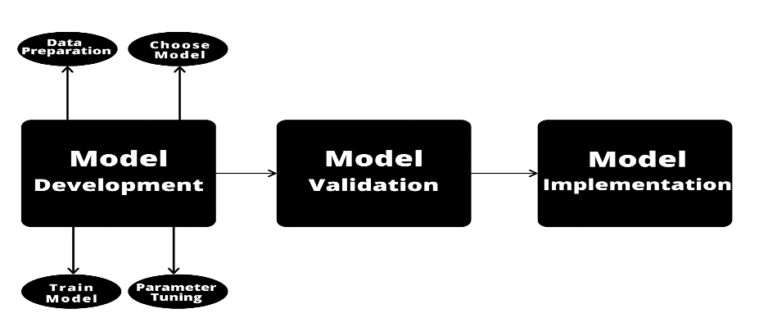 Data
Preparation
Choose
Model
Model
Development
Model
Validation
Model
Implementation
Train
Model
Parameter
Tuning